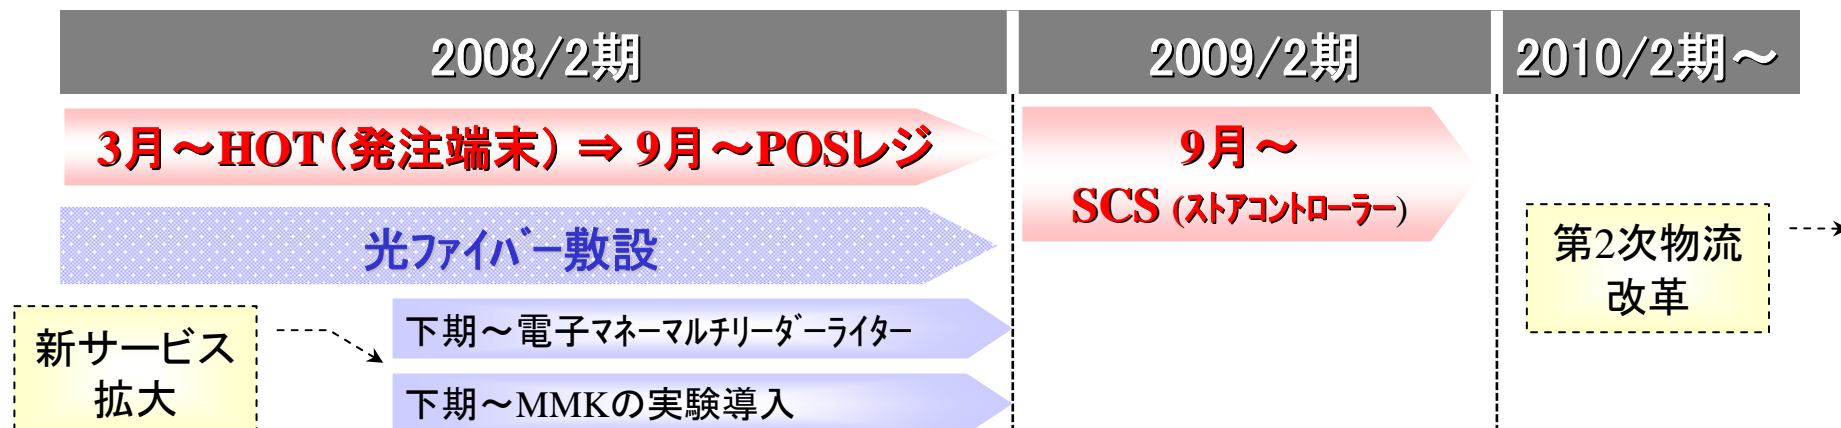 2008/2期
2009/2期
2010/2期～
3月～HOT（発注端末）⇒ 9月～POSレジ
9月～
SCS (ストアコントローラー)
光ファイバー敷設
第2次物流
改革
新サービス
拡大
下期～電子マネーマルチリーダーライター
下期～MMKの実験導入